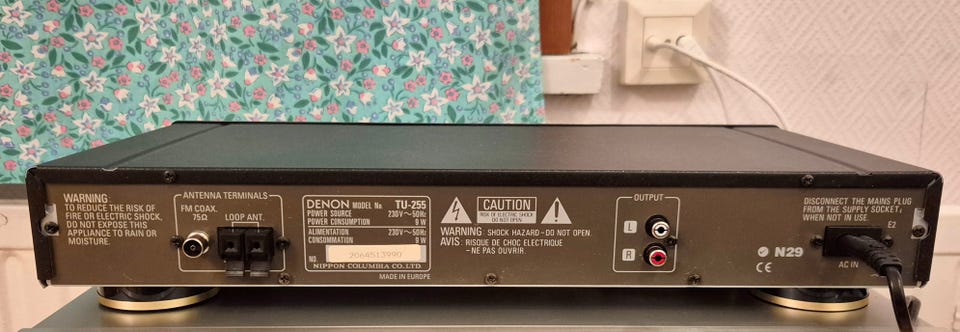 WARNING:
TO REDUCE THE RISK OF
FIRE OR ELECTRIC SHOCK,
DO NOT EXPOSE THIS
APPLIANCE TO RAIN OR
MOISTURE.
ANTENNA TERMINALS
FM COAX.
75Ω
LOOP ANT.
DENON MODEL No. TU-255
POWER SOURCE 230V～50Hz
POWER CONSUMPTION 9 W
ALIMENTATION 230V～50Hz
CONSOMMATION 9 W
NO. 2064513990
NIPPON COLUMBIA CO., LTD.
MADE IN EUROPE
CAUTION
RISK OF ELECTRIC SHOCK
DO NOT OPEN
WARNING: SHOCK HAZARD-DO NOT OPEN.
AVIS: RISQUE DE CHOC ELECTRIQUE
-NE PAS OUVRIR.
OUTPUT
L
R
DISCONNECT THE MAINS PLUG
FROM THE SUPPLY SOCKET
WHEN NOT IN USE.
E2
N29
CE
AC IN